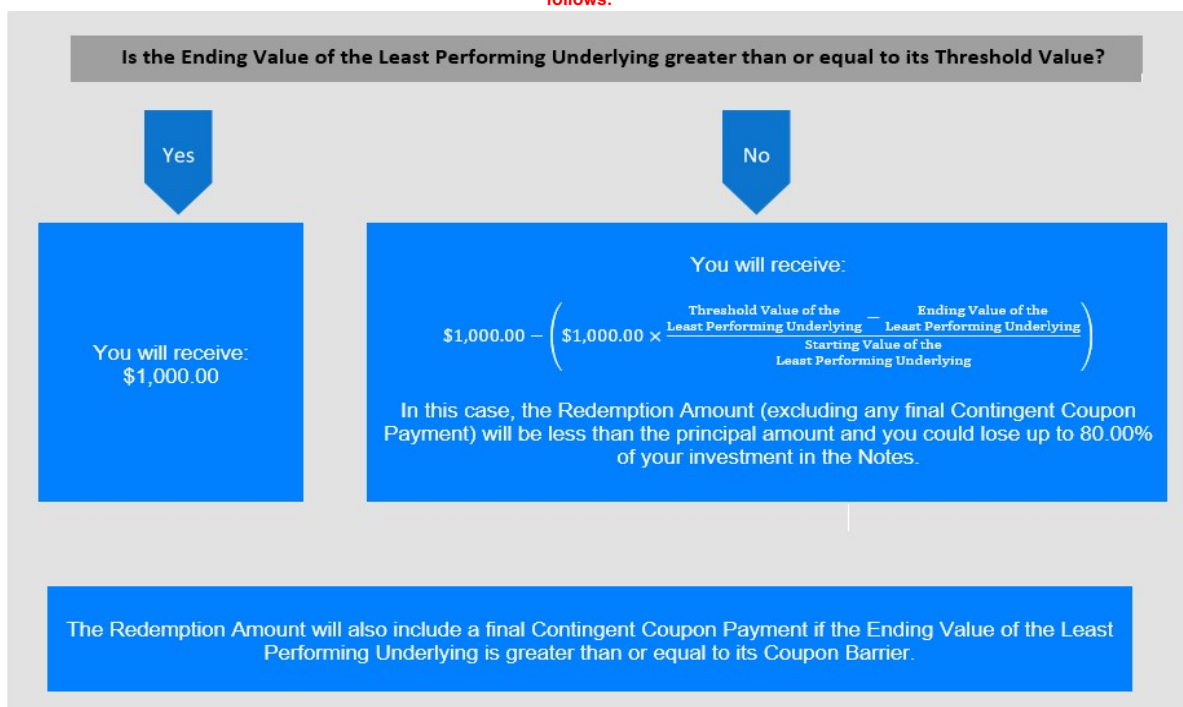 follows:
Is the Ending Value of the Least Performing Underlying greater than or equal to its Threshold Value?
Yes
No
You will receive:
$1,000.00
You will receive:
$1,000.00 − ($1,000.00 × (Threshold Value of the Least Performing Underlying − Ending Value of the Least Performing Underlying) / Starting Value of the Least Performing Underlying)
In this case, the Redemption Amount (excluding any final Contingent Coupon
Payment) will be less than the principal amount and you could lose up to 80.00%
of your investment in the Notes.
The Redemption Amount will also include a final Contingent Coupon Payment if the Ending Value of the Least
Performing Underlying is greater than or equal to its Coupon Barrier.